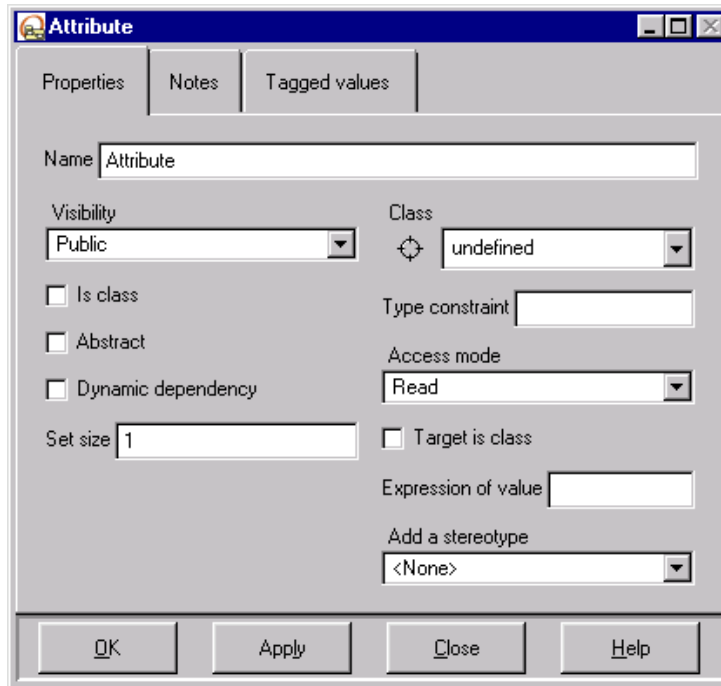 Attribute
Properties Notes Tagged values
Name Attribute
Visibility
Public
Is class
Abstract
Dynamic dependency
Set size 1
Class
undefined
Type constraint
Access mode
Read
Target is class
Expression of value
Add a stereotype
<None>
OK Apply Close Help